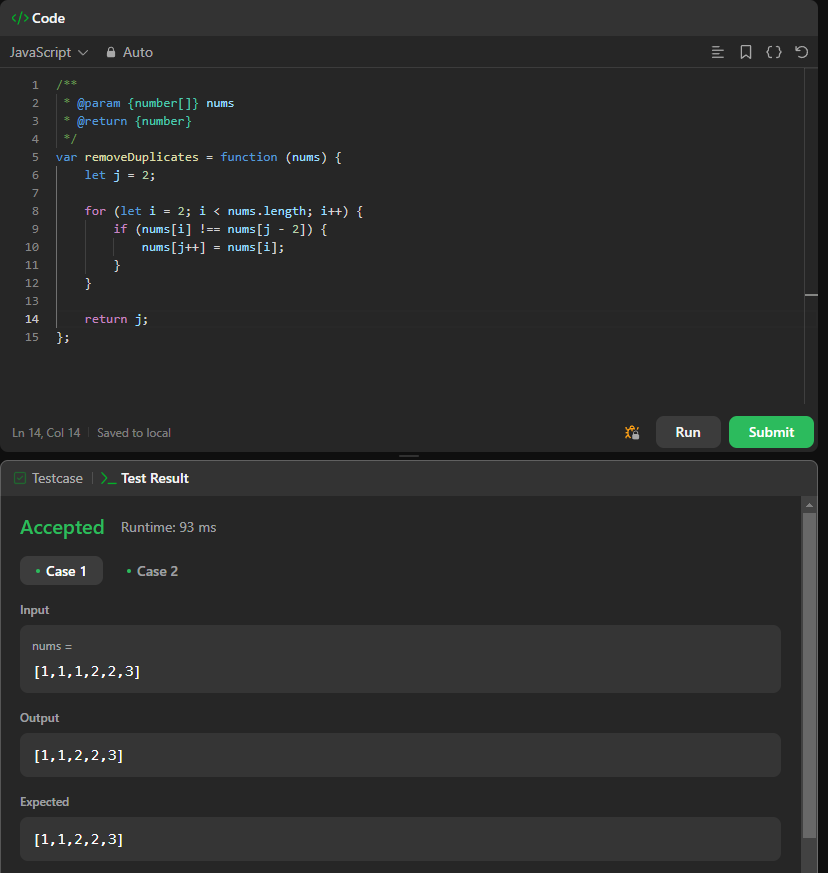 </> Code
JavaScript Auto
1 /**
2 * @param {number[]} nums
3 * @return {number}
4 */
5 var removeDuplicates = function (nums) {
6 let j = 2;
7
8 for (let i = 2; i < nums.length; i++) {
9 if (nums[i] !== nums[j - 2]) {
10 nums[j++] = nums[i];
11 }
12 }
13
14 return j;
15 };
Ln 14, Col 14 Saved to local
Run Submit
Testcase >_ Test Result
Accepted Runtime: 93 ms
• Case 1 • Case 2
Input
nums =
[1,1,1,2,2,3]
Output
[1,1,2,2,3]
Expected
[1,1,2,2,3]